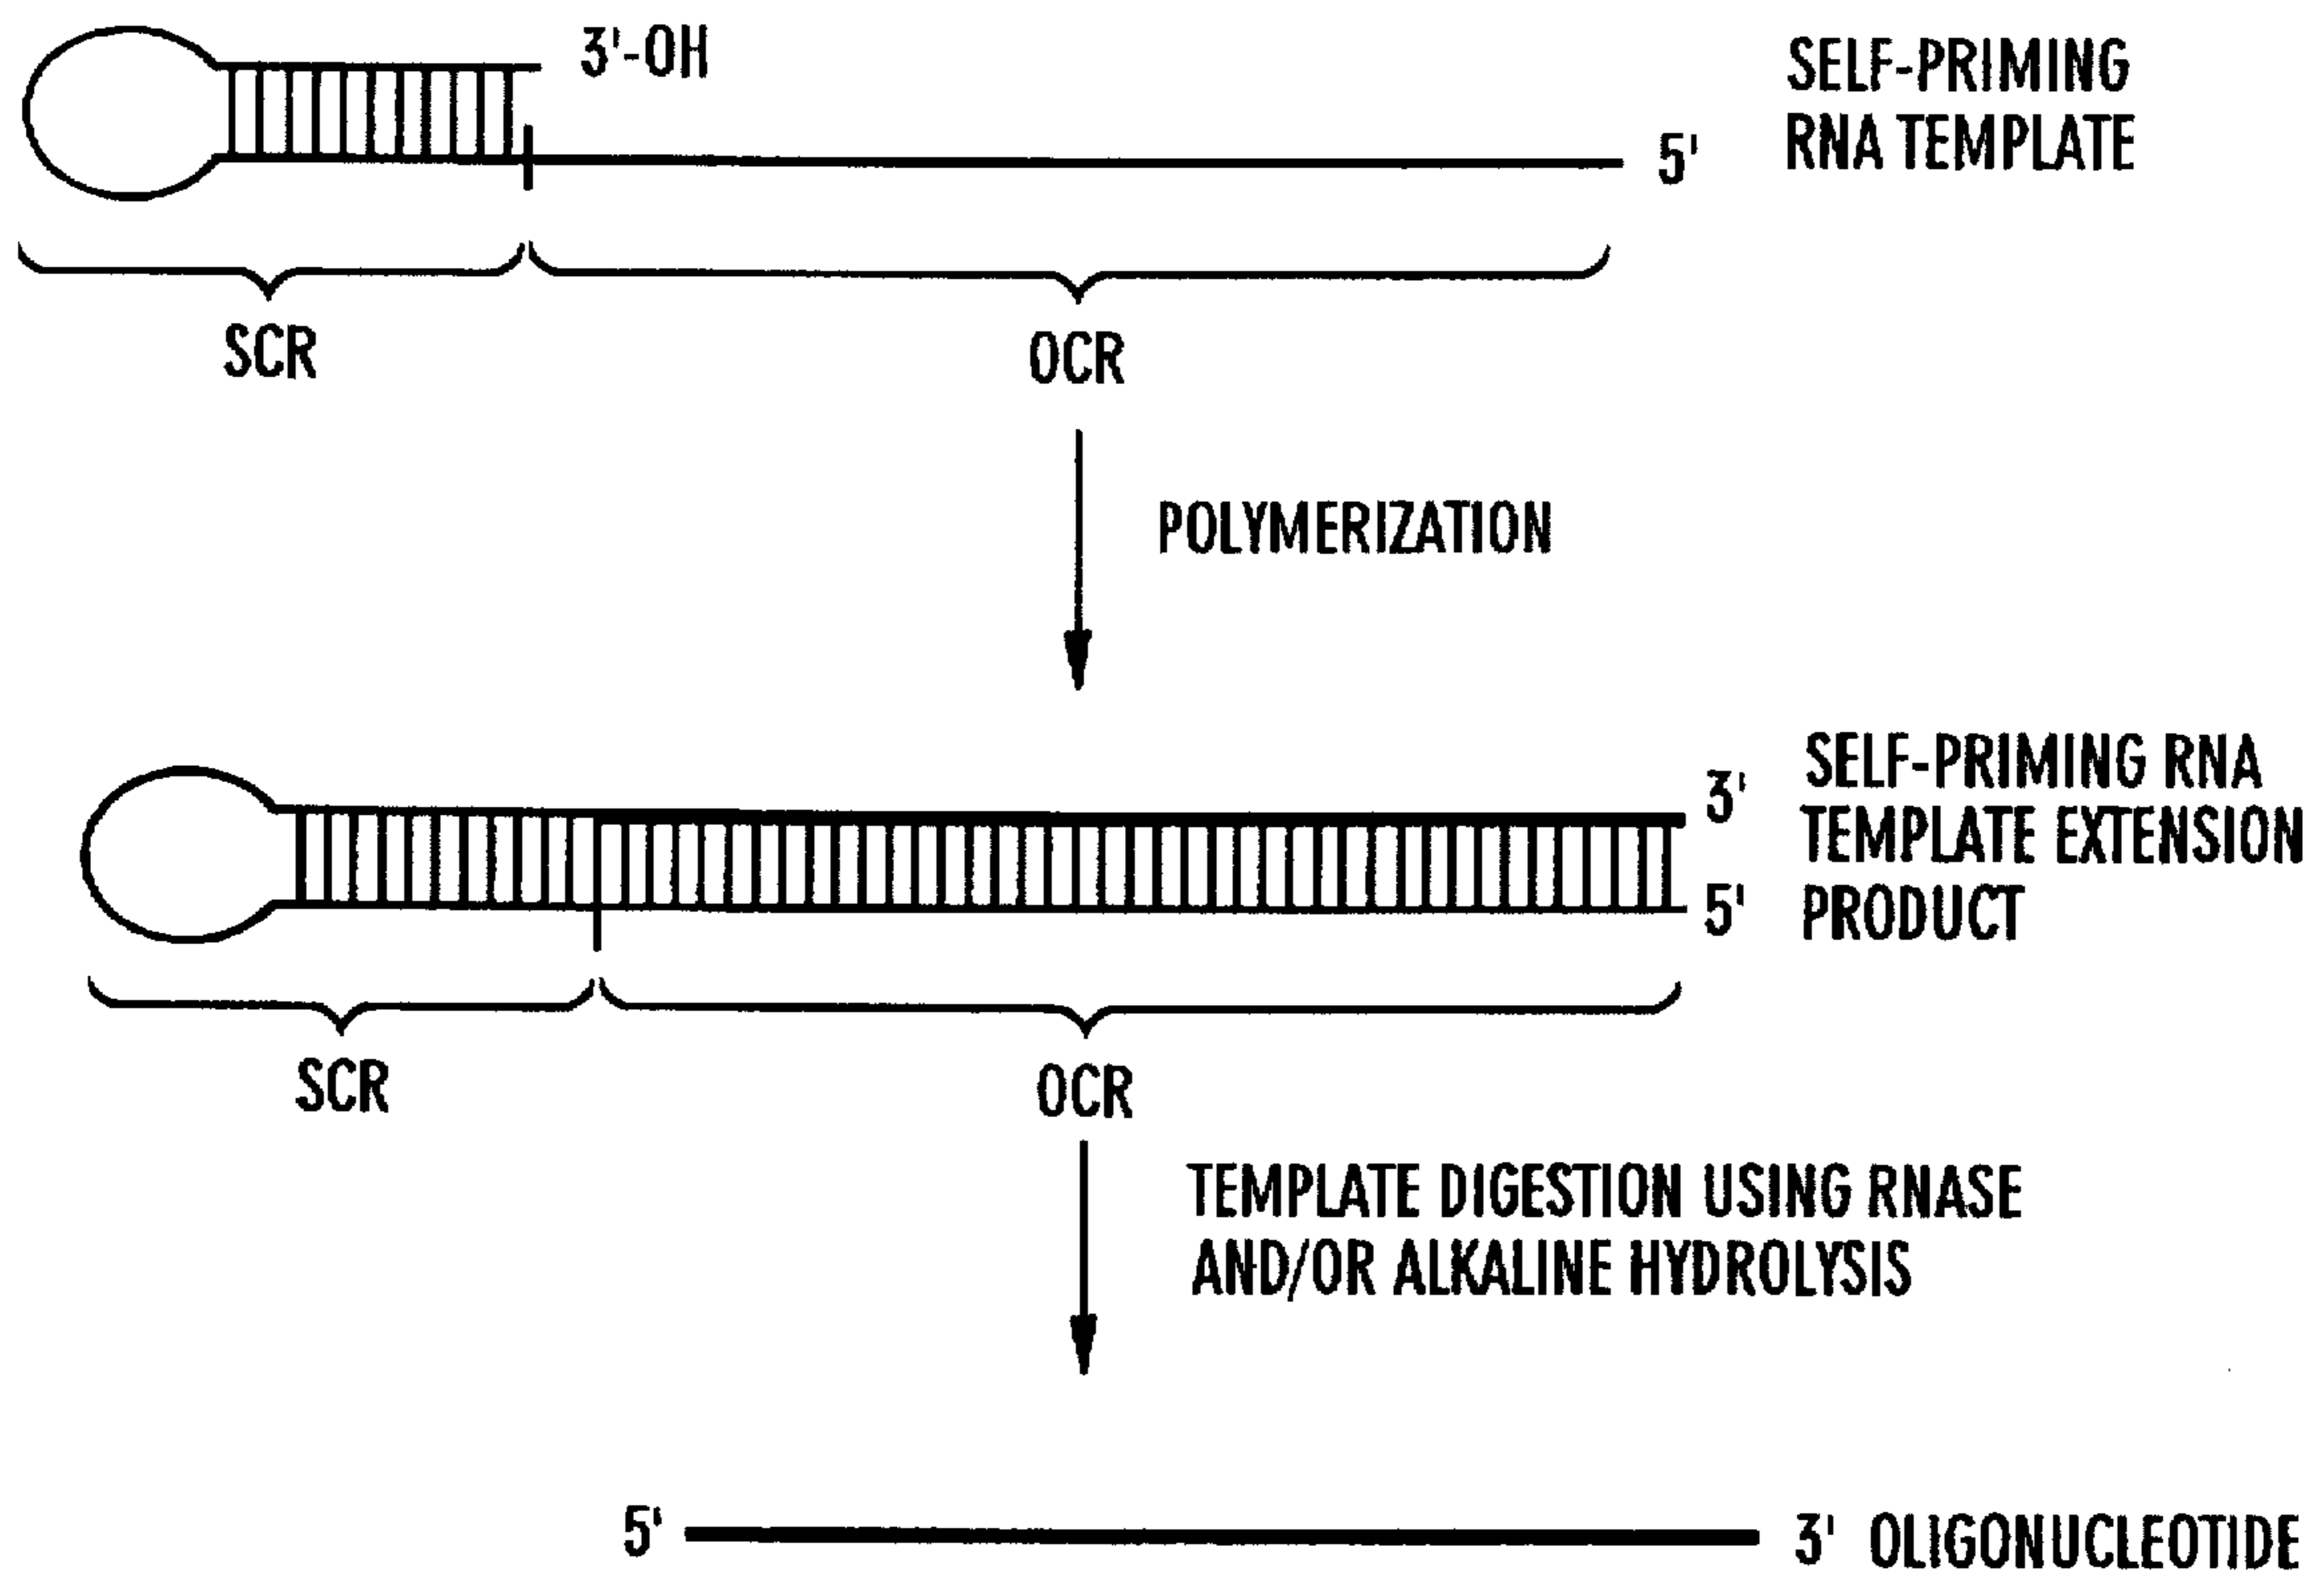 3'-OH
SELF-PRIMING
RNA TEMPLATE
5'
SCR
OCR
POLYMERIZATION
3'
SELF-PRIMING RNA
TEMPLATE EXTENSION
PRODUCT
5'
SCR
OCR
TEMPLATE DIGESTION USING RNASE
AND/OR ALKALINE HYDROLYSIS
5'
3' OLIGONUCLEOTIDE